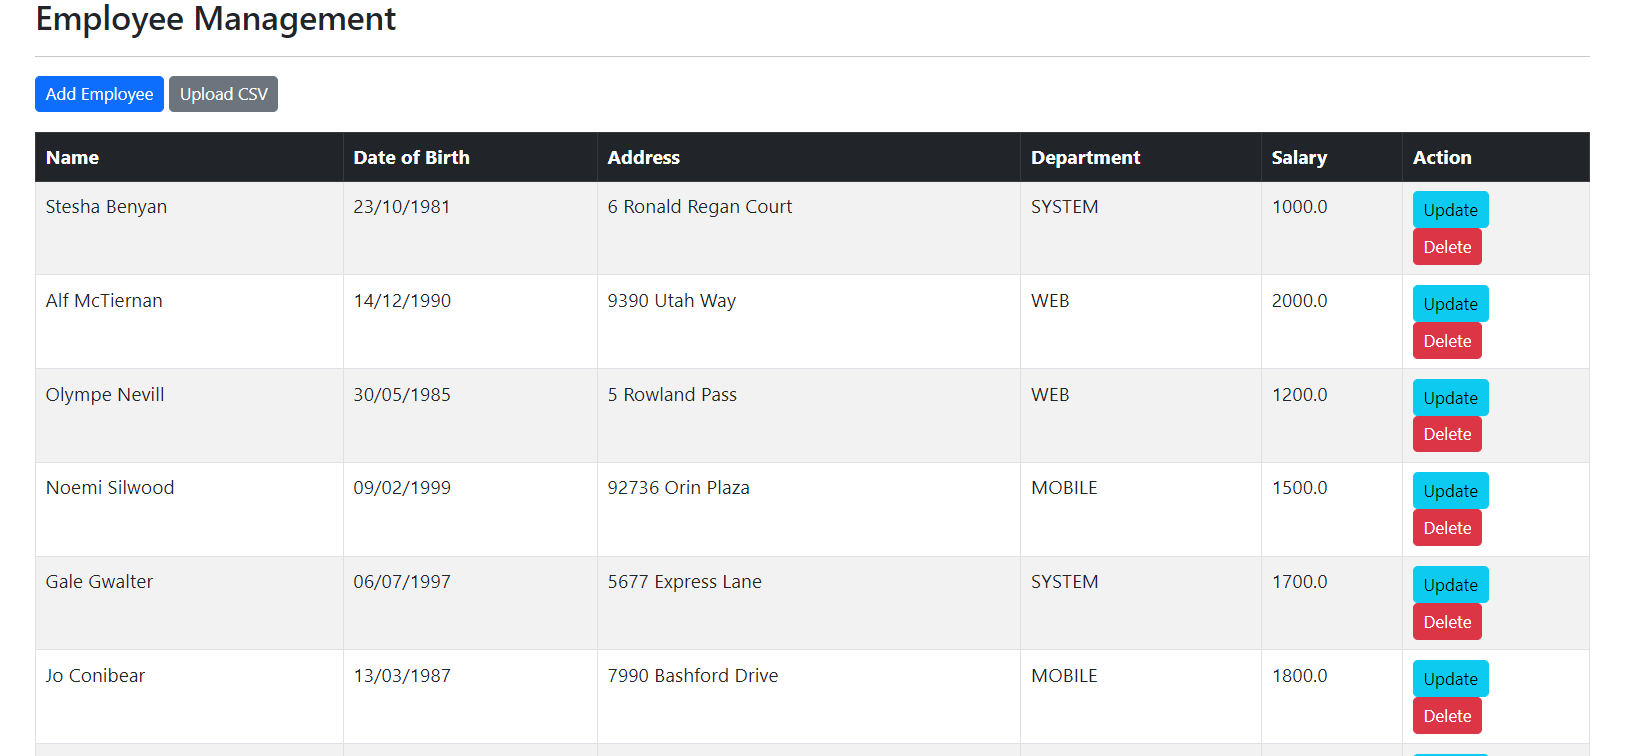 Employee Management
Add Employee Upload CSV
Name Date of Birth Address Department Salary Action
Stesha Benyan 23/10/1981 6 Ronald Regan Court SYSTEM 1000.0 Update
Delete
Alf McTiernan 14/12/1990 9390 Utah Way WEB 2000.0 Update
Delete
Olympe Nevill 30/05/1985 5 Rowland Pass WEB 1200.0 Update
Delete
Noemi Silwood 09/02/1999 92736 Orin Plaza MOBILE 1500.0 Update
Delete
Gale Gwalter 06/07/1997 5677 Express Lane SYSTEM 1700.0 Update
Delete
Jo Conibear 13/03/1987 7990 Bashford Drive MOBILE 1800.0 Update
Delete